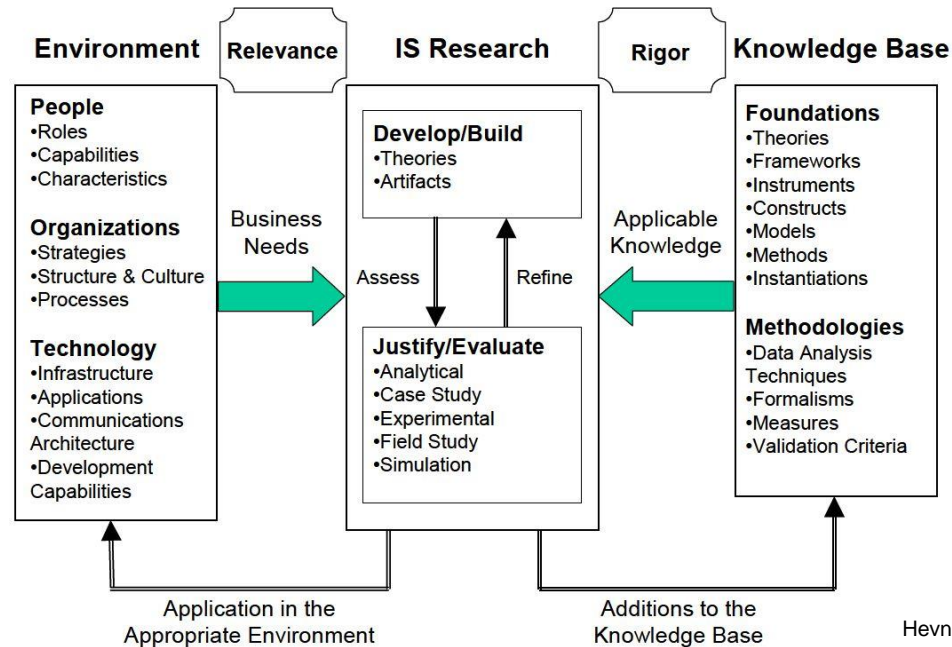 Environment
Relevance
IS Research
Rigor
Knowledge Base
People
•Roles
•Capabilities
•Characteristics
Organizations
•Strategies
•Structure & Culture
•Processes
Technology
•Infrastructure
•Applications
•Communications
Architecture
•Development
Capabilities
Business
Needs
Develop/Build
•Theories
•Artifacts
Assess
Refine
Justify/Evaluate
•Analytical
•Case Study
•Experimental
•Field Study
•Simulation
Applicable
Knowledge
Foundations
•Theories
•Frameworks
•Instruments
•Constructs
•Models
•Methods
•Instantiations
Methodologies
•Data Analysis
Techniques
•Formalisms
•Measures
•Validation Criteria
Application in the
Appropriate Environment
Additions to the
Knowledge Base
Hevn